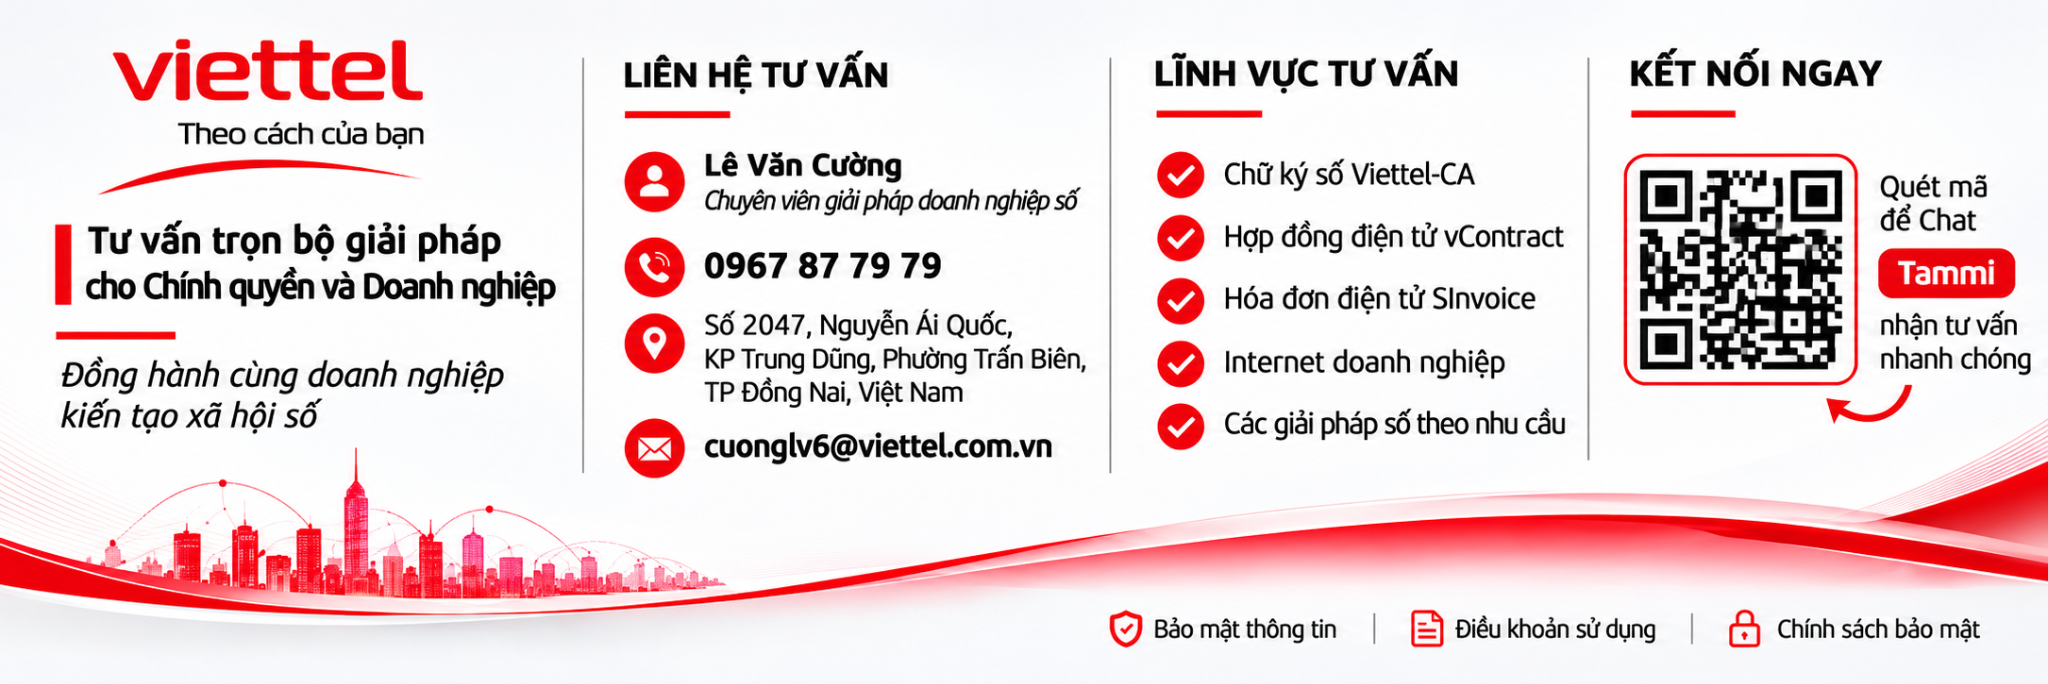 viettel
Theo cách của bạn
Tư vấn trọn bộ giải pháp
cho Chính quyền và Doanh nghiệp
Đồng hành cùng doanh nghiệp
kiến tạo xã hội số
LIÊN HỆ TƯ VẤN
Lê Văn Cường
Chuyên viên giải pháp doanh nghiệp số
0967 87 79 79
Số 2047, Nguyễn Ái Quốc,
KP Trung Dũng, Phường Trấn Biên,
TP Đồng Nai, Việt Nam
cuonglv6@viettel.com.vn
LĨNH VỰC TƯ VẤN
Chữ ký số Viettel-CA
Hợp đồng điện tử vContract
Hóa đơn điện tử SInvoice
Internet doanh nghiệp
Các giải pháp số theo nhu cầu
KẾT NỐI NGAY
Quét mã
để Chat
Tammi
nhận tư vấn
nhanh chóng
Bảo mật thông tin
Điều khoản sử dụng
Chính sách bảo mật